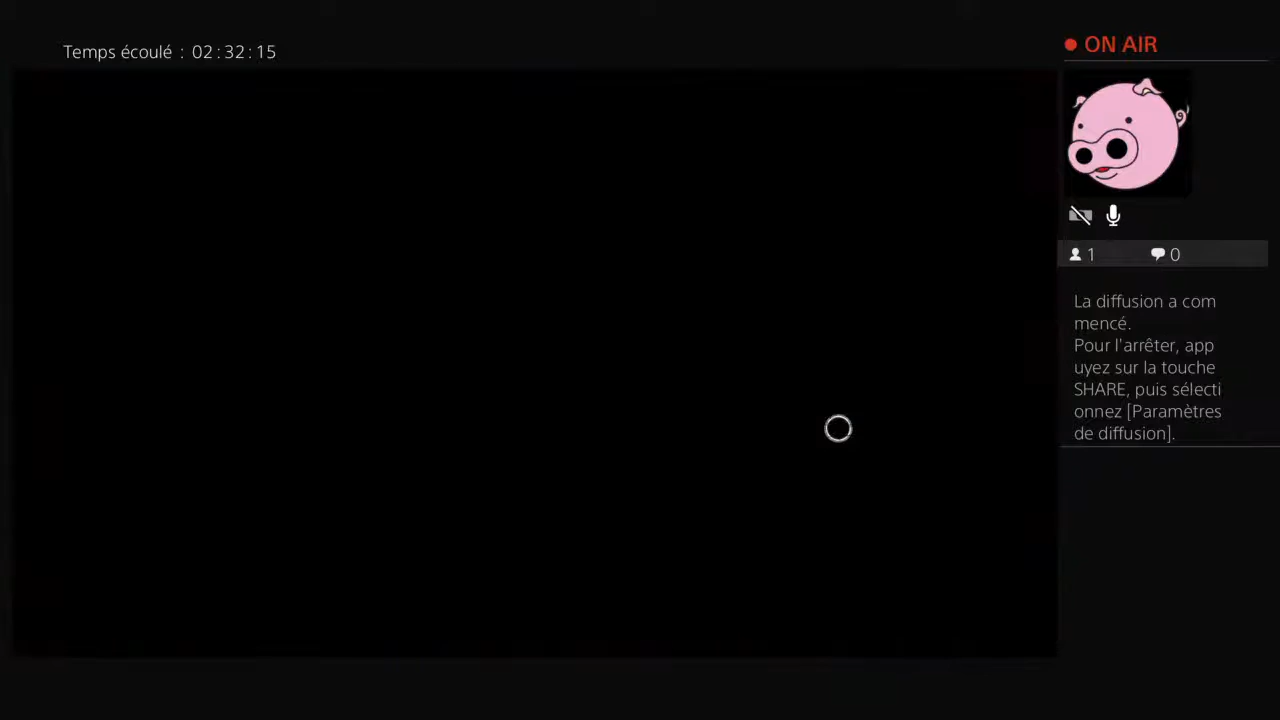 Temps écoulé : 02:32:15
ON AIR
1 0
La diffusion a com
mencé.
Pour l'arrêter, app
uyez sur la touche
SHARE, puis sélecti
onnez [Paramètres
de diffusion].